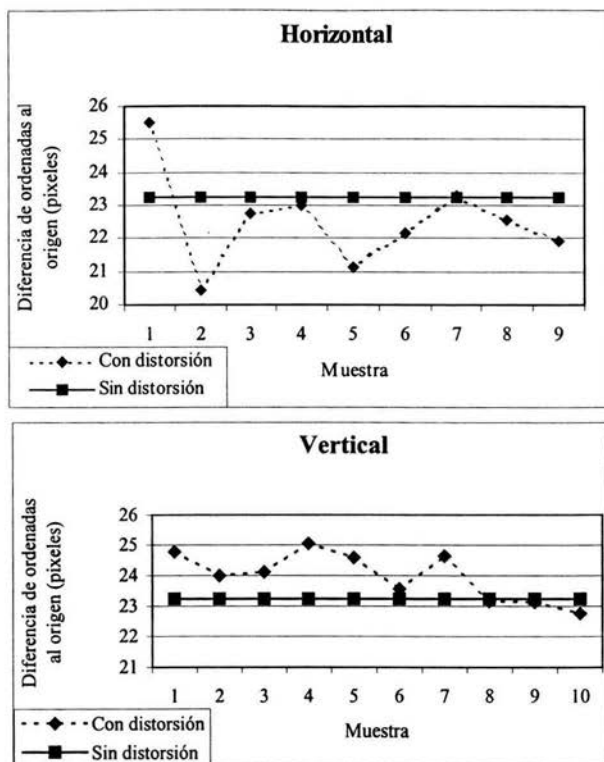 Horizontal
Diferencia de ordenadas al
origen (pixeles)
26
25
24
23
22
21
20
1 2 3 4 5 6 7 8 9
Muestra
Con distorsión
Sin distorsión
Vertical
Diferencia de ordenadas
al origen (pixeles)
26
25
24
23
22
21
1 2 3 4 5 6 7 8 9 10
Muestra
Con distorsión
Sin distorsión